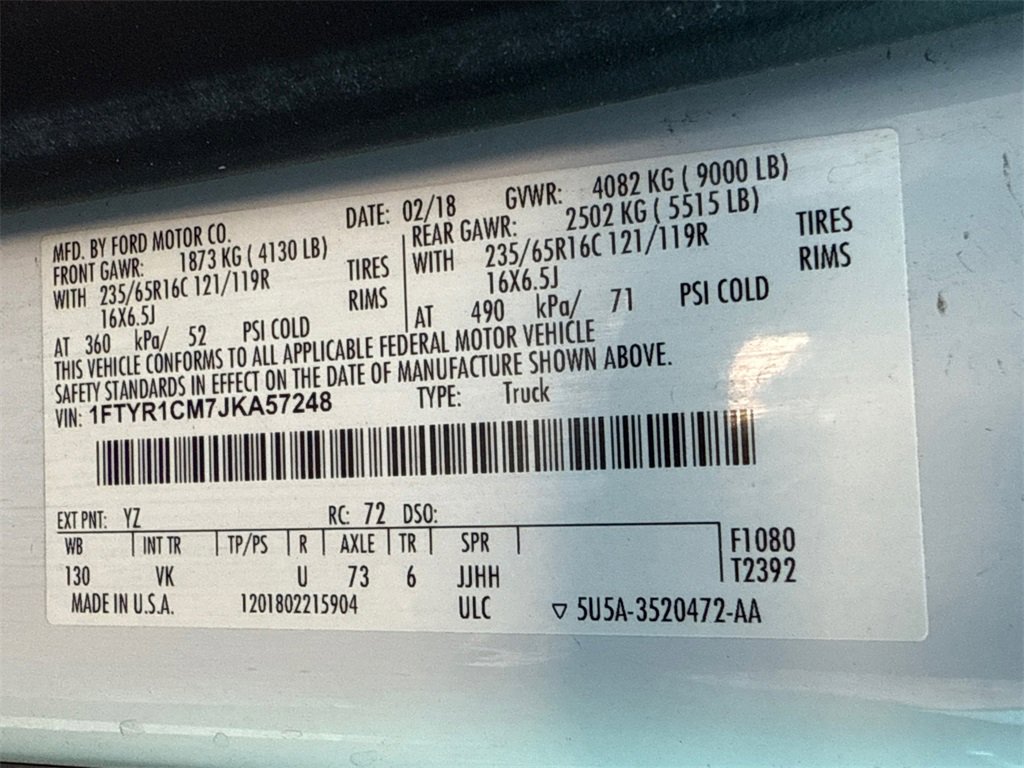 MFD. BY FORD MOTOR CO. DATE: 02/18 GVWR: 4082 KG ( 9000 LB)
FRONT GAWR: 1873 KG ( 4130 LB) REAR GAWR: 2502 KG ( 5515 LB)
WITH 235/65R16C 121/119R TIRES WITH 235/65R16C 121/119R TIRES
16X6.5J RIMS 16X6.5J RIMS
AT 360 kPa/ 52 PSI COLD AT 490 kPa/ 71 PSI COLD
THIS VEHICLE CONFORMS TO ALL APPLICABLE FEDERAL MOTOR VEHICLE
SAFETY STANDARDS IN EFFECT ON THE DATE OF MANUFACTURE SHOWN ABOVE.
VIN: 1FTYR1CM7JKA57248 TYPE: Truck
EXT PNT: YZ RC: 72 DSO:
WB INT TR TP/PS R AXLE TR SPR F1080
130 VK U 73 6 JJHH T2392
MADE IN U.S.A. 1201802215904 ULC ▽ 5U5A-3520472-AA